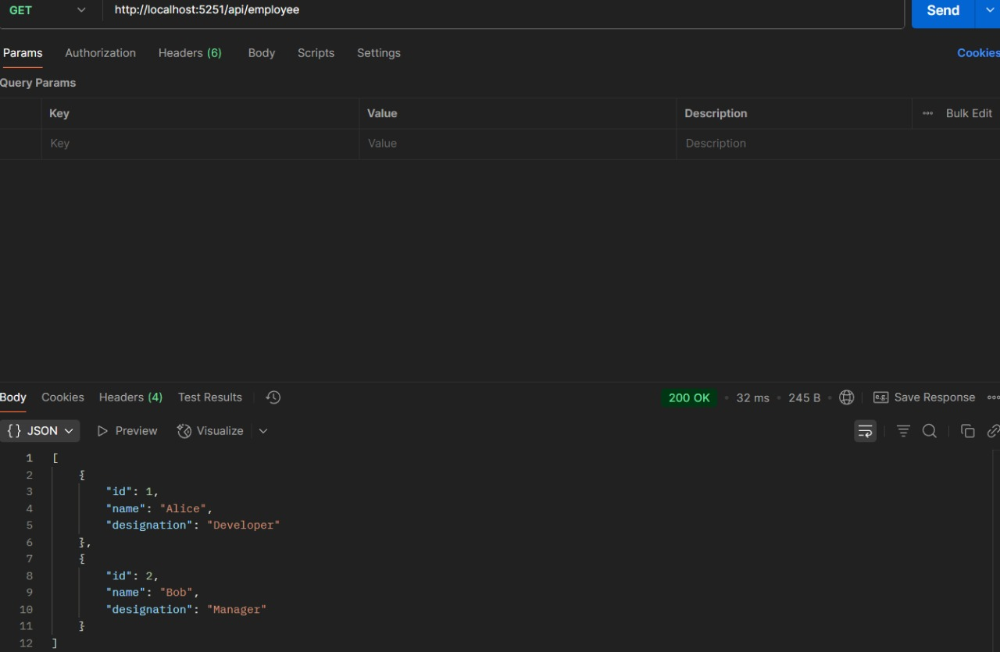 GET http://localhost:5251/api/employee Send
Params Authorization Headers (6) Body Scripts Settings Cookies
Query Params
Key Value Description Bulk Edit
Key Value Description
Body Cookies Headers (4) Test Results 200 OK • 32 ms • 245 B e.g. Save Response
{} JSON Preview Visualize
1 [
2 {
3 "id": 1,
4 "name": "Alice",
5 "designation": "Developer"
6 },
7 {
8 "id": 2,
9 "name": "Bob",
10 "designation": "Manager"
11 }
12 ]